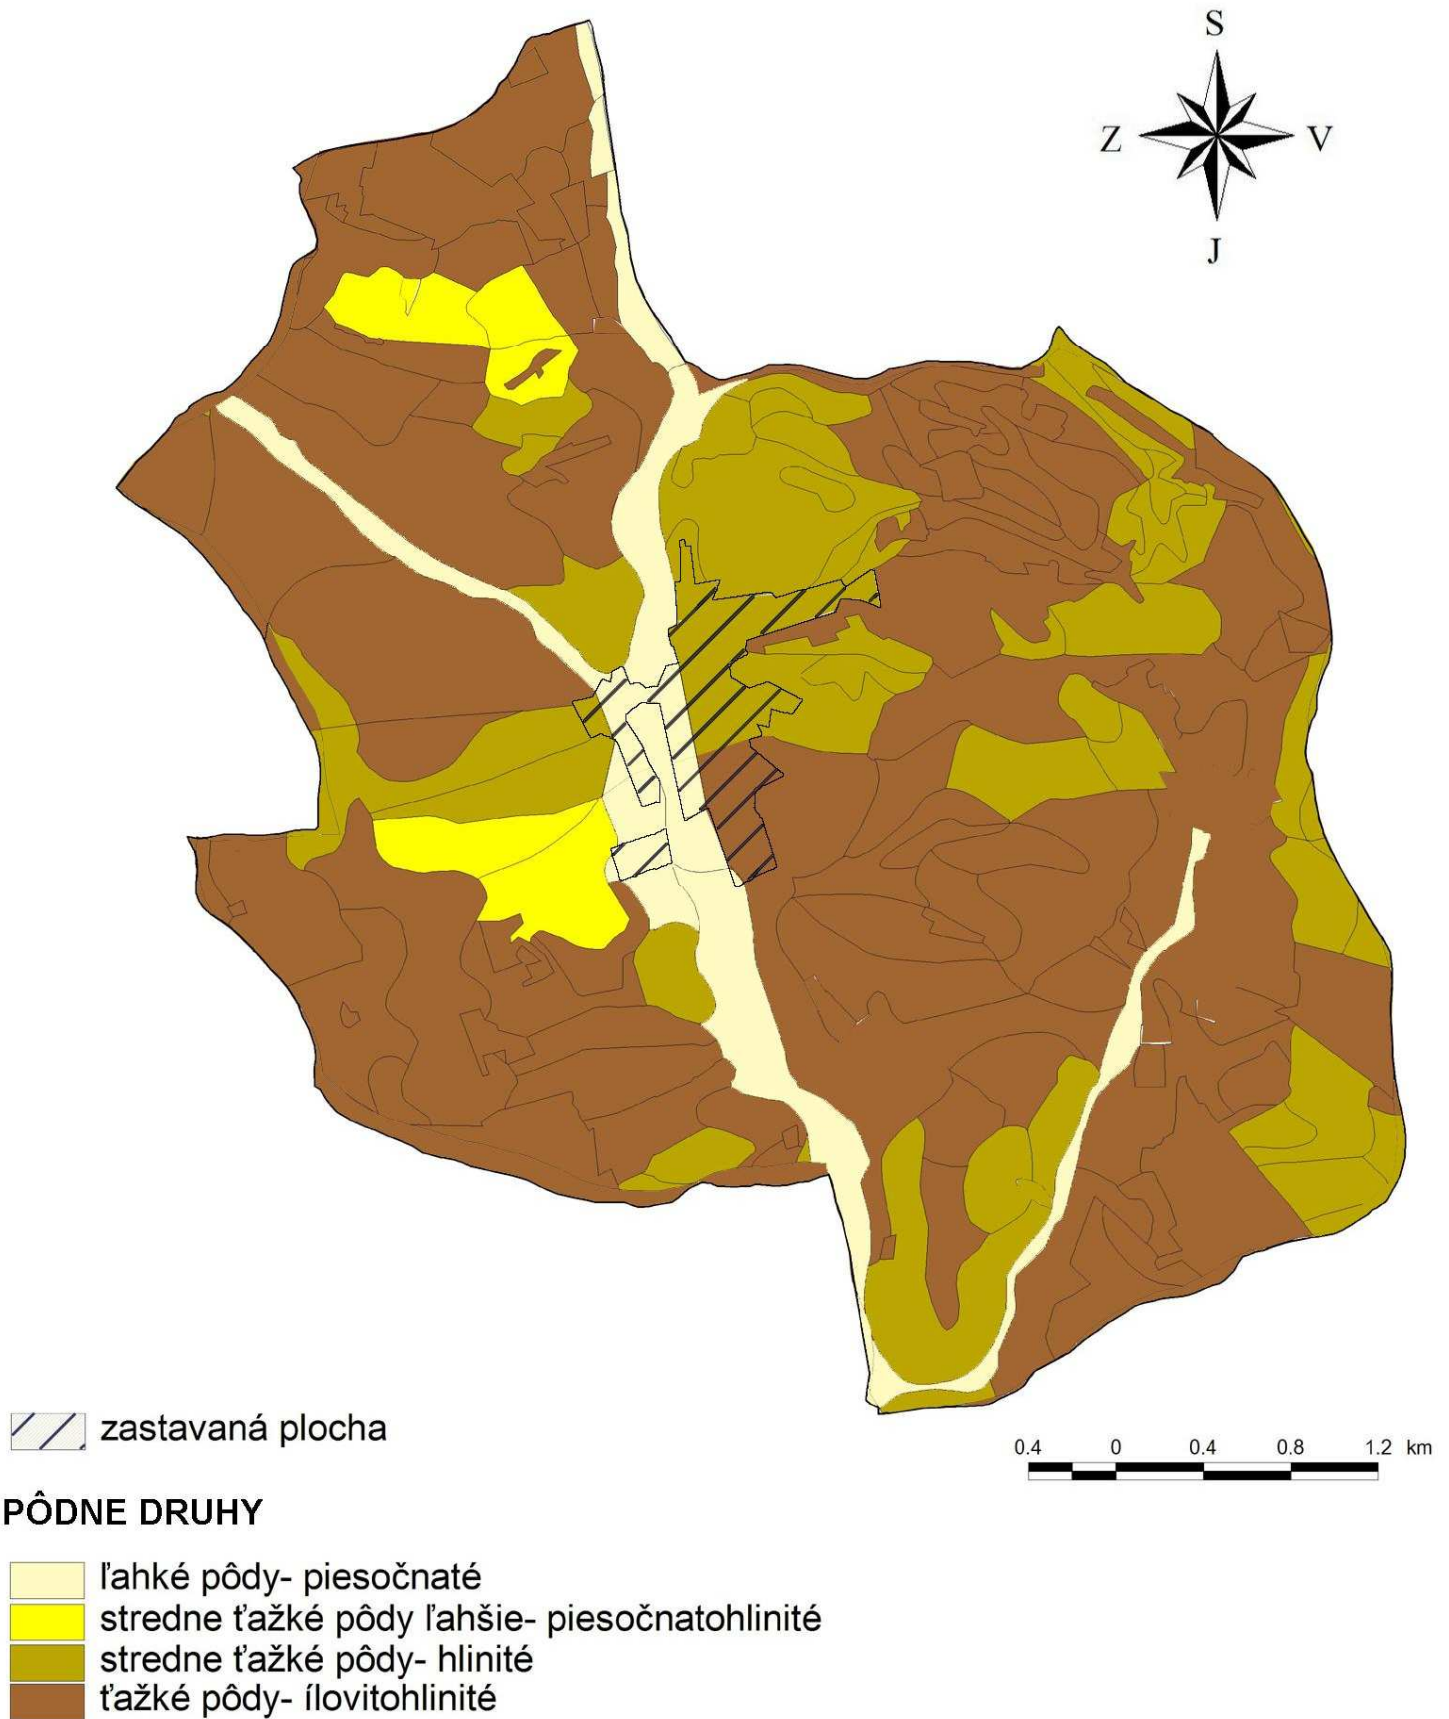 S
Z V
J
zastavaná plocha
0.4 0 0.4 0.8 1.2 km
PÔDNE DRUHY
ľahké pôdy- piesočnaté
stredne ťažké pôdy ľahšie- piesočnatohlinité
stredne ťažké pôdy- hlinité
ťažké pôdy- ílovitohlinité